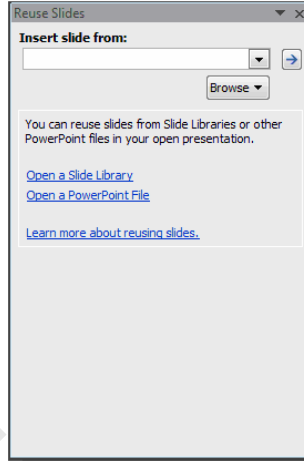 Reuse Slides
Insert slide from:
Browse
You can reuse slides from Slide Libraries or other
PowerPoint files in your open presentation.
Open a Slide Library
Open a PowerPoint File
Learn more about reusing slides.